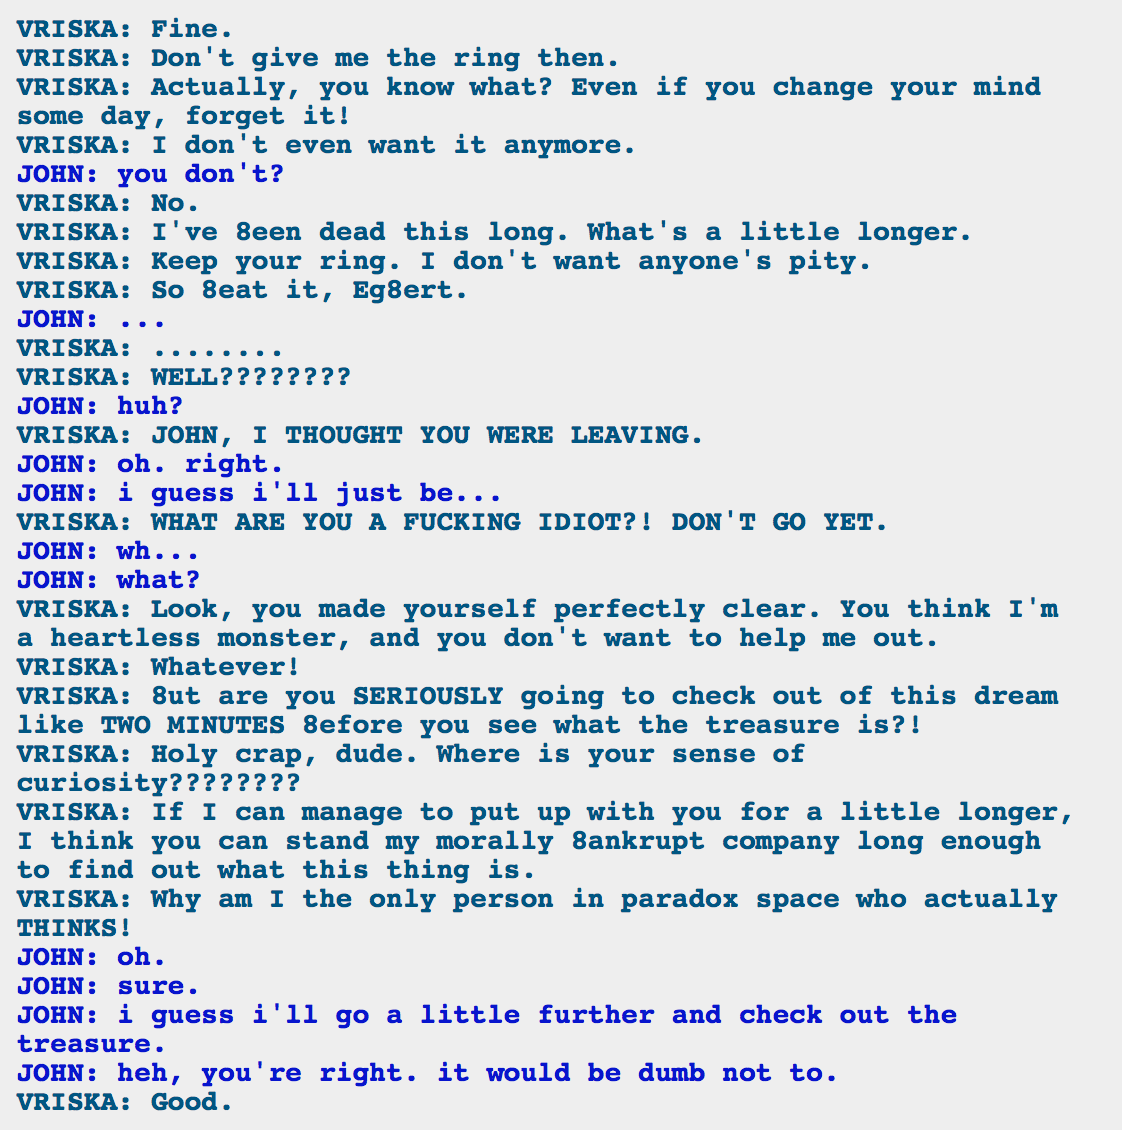 VRISKA: Fine.
VRISKA: Don't give me the ring then.
VRISKA: Actually, you know what? Even if you change your mind
some day, forget it!
VRISKA: I don't even want it anymore.
JOHN: you don't?
VRISKA: No.
VRISKA: I've 8een dead this long. What's a little longer.
VRISKA: Keep your ring. I don't want anyone's pity.
VRISKA: So 8eat it, Eg8ert.
JOHN: ...
VRISKA: ........
VRISKA: WELL????????
JOHN: huh?
VRISKA: JOHN, I THOUGHT YOU WERE LEAVING.
JOHN: oh. right.
JOHN: i guess i'll just be...
VRISKA: WHAT ARE YOU A FUCKING IDIOT?! DON'T GO YET.
JOHN: wh...
JOHN: what?
VRISKA: Look, you made yourself perfectly clear. You think I'm
a heartless monster, and you don't want to help me out.
VRISKA: Whatever!
VRISKA: 8ut are you SERIOUSLY going to check out of this dream
like TWO MINUTES 8efore you see what the treasure is?!
VRISKA: Holy crap, dude. Where is your sense of
curiosity????????
VRISKA: If I can manage to put up with you for a little longer,
I think you can stand my morally 8ankrupt company long enough
to find out what this thing is.
VRISKA: Why am I the only person in paradox space who actually
THINKS!
JOHN: oh.
JOHN: sure.
JOHN: i guess i'll go a little further and check out the
treasure.
JOHN: heh, you're right. it would be dumb not to.
VRISKA: Good.